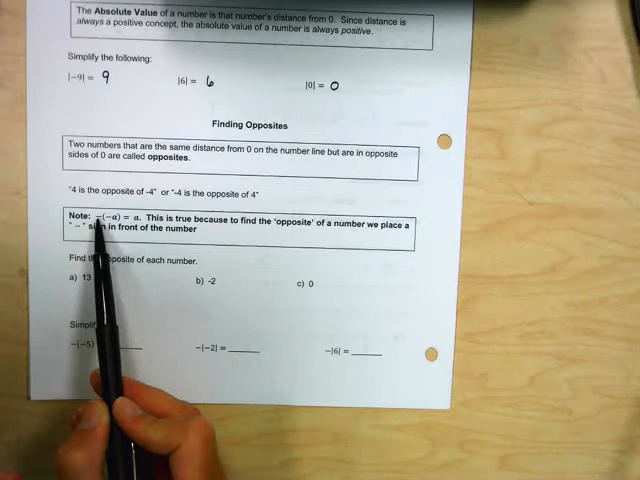 The Absolute Value of a number is that number's distance from 0. Since distance is
always a positive concept, the absolute value of a number is always positive.
Simplify the following:
|−9| = 9 |6| = 6 |0| = 0
Finding Opposites
Two numbers that are the same distance from 0 on the number line but are in opposite
sides of 0 are called opposites.
"4 is the opposite of -4" or "-4 is the opposite of 4"
Note: −(−a) = a. This is true because to find the 'opposite' of a number we place a
" − " in front of the number
Find opposite of each number.
a) 13 b) -2 c) 0
−(−5) ____ −|−2| = ____ −|6| = ____